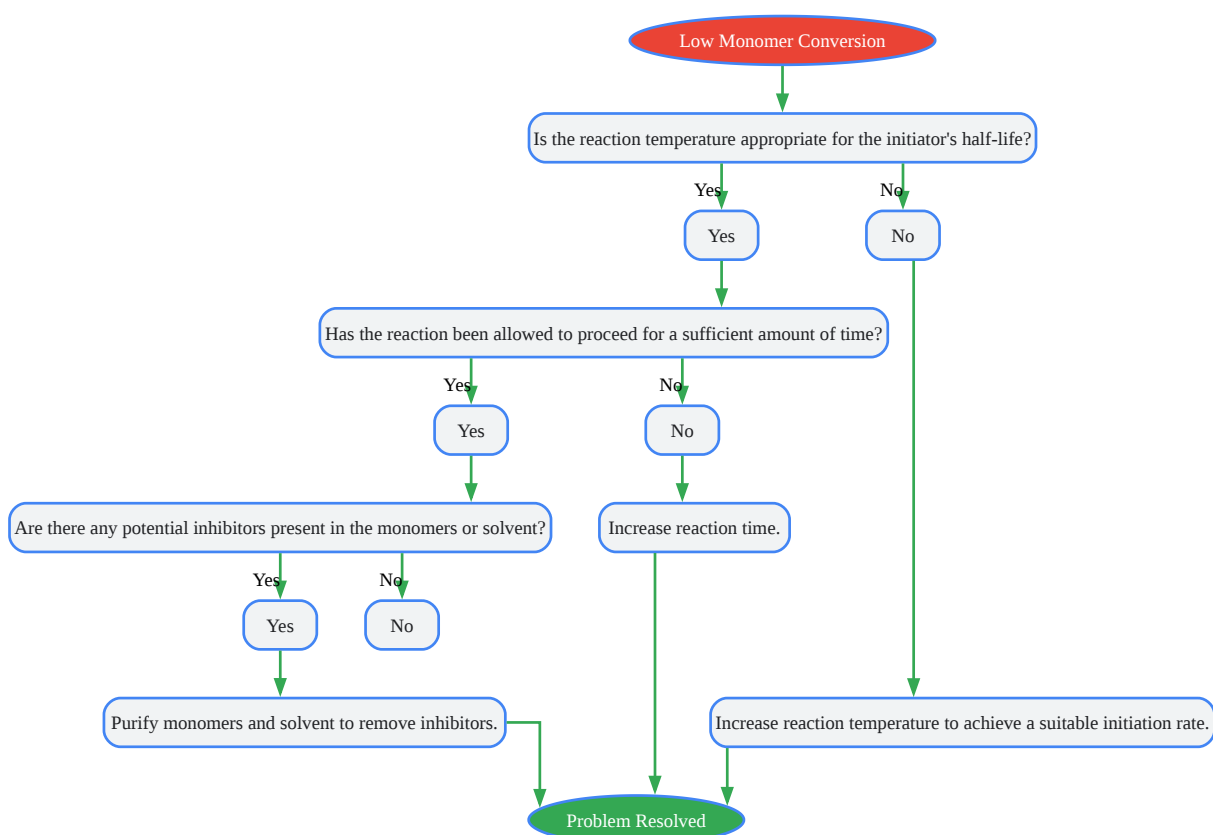 Low Monomer Conversion
Is the reaction temperature appropriate for the initiator's half-life?
Yes
No
Yes
No
Has the reaction been allowed to proceed for a sufficient amount of time?
Yes
No
Yes
No
Are there any potential inhibitors present in the monomers or solvent?
Increase reaction time.
Yes
No
Yes
No
Purify monomers and solvent to remove inhibitors.
Increase reaction temperature to achieve a suitable initiation rate.
Problem Resolved